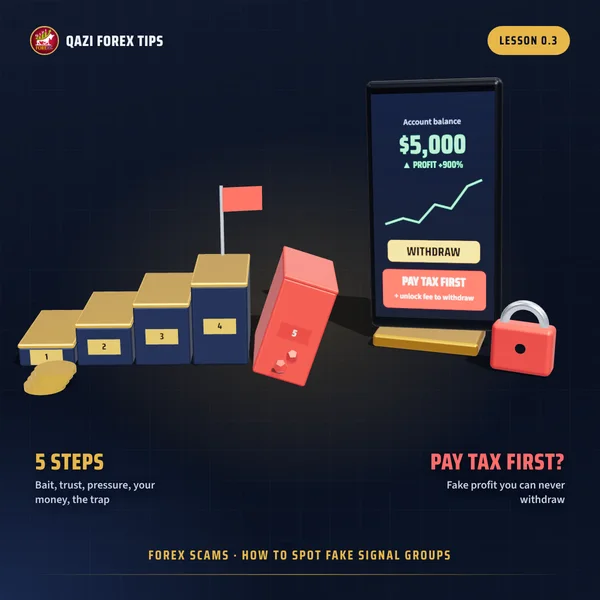 QAZI FOREX TIPS
LESSON 0.3
Account balance
$5,000
▲ PROFIT +900%
WITHDRAW
PAY TAX FIRST
+ unlock fee to withdraw
1
2
3
4
5
5 STEPS
Bait, trust, pressure, your
money, the trap
PAY TAX FIRST?
Fake profit you can never
withdraw
FOREX SCAMS · HOW TO SPOT FAKE SIGNAL GROUPS